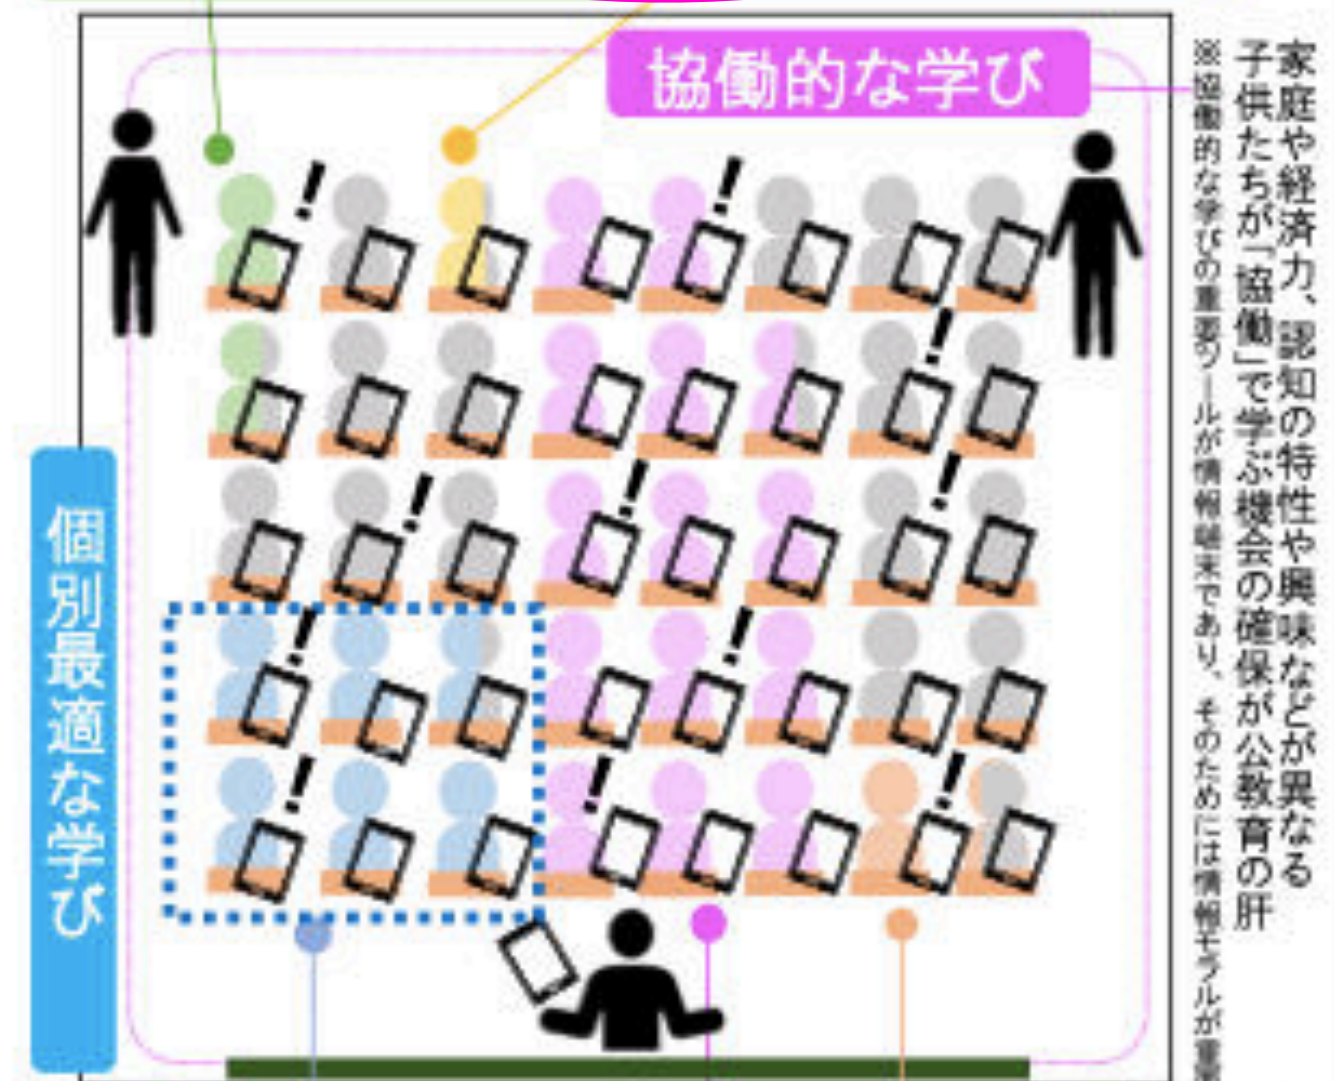 協働的な学び
家庭や経済力、認知の特性や興味などが異なる
子供たちが「協働」で学ぶ機会の確保が公教育の肝
※協働的な学びの重要ツールが情報端末であり、そのためには情報モラルが重要
個別最適な学び